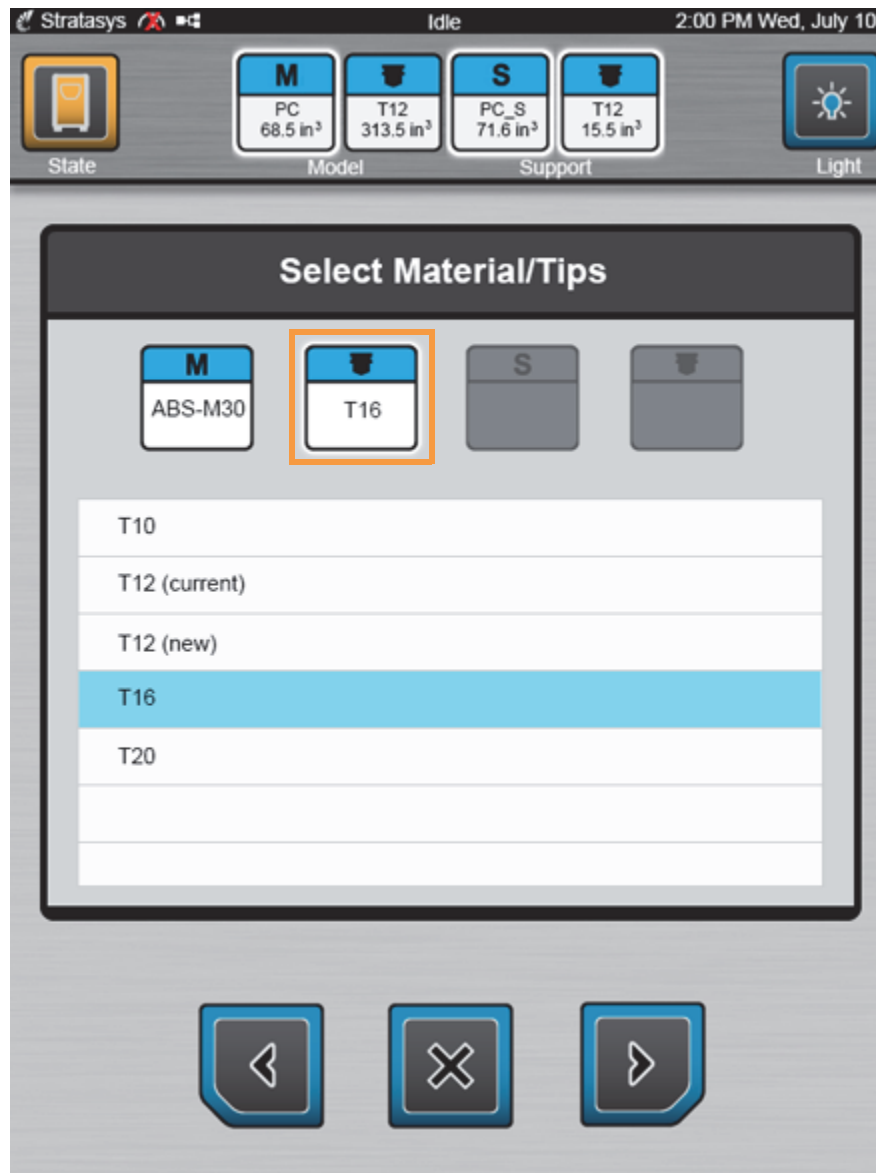 Stratasys Idle 2:00 PM Wed, July 10
M M S
PC T12 PC_S T12
68.5 in³ 313.5 in³ 71.6 in³ 15.5 in³
State Model Support Light
Select Material/Tips
M S
ABS-M30 T16
T10
T12 (current)
T12 (new)
T16
T20